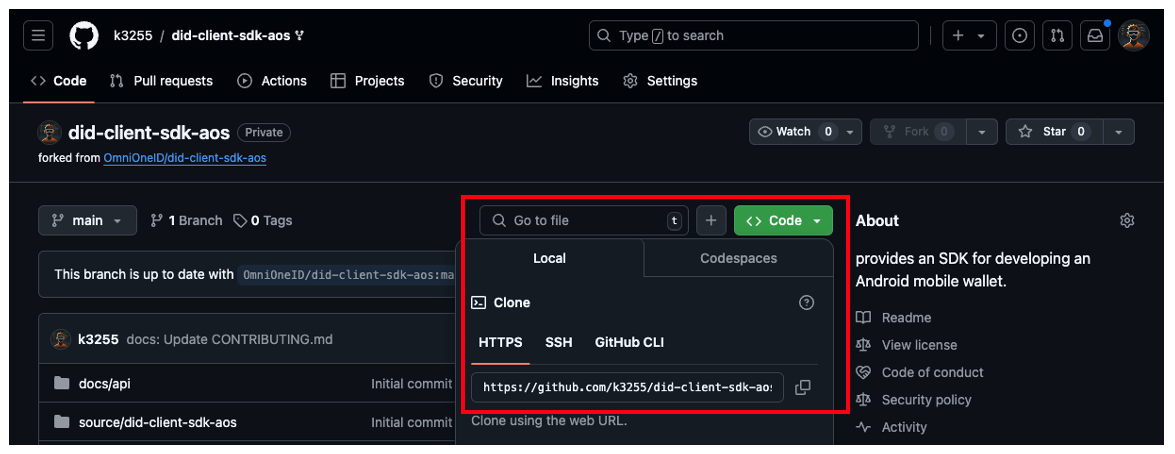 k3255 / did-client-sdk-aos
Type / to search
Code Pull requests Actions Projects Security Insights Settings
did-client-sdk-aos Private
Watch 0 Fork 0 Star 0
forked from OmniOneID/did-client-sdk-aos
main 1 Branch 0 Tags
Go to file t
Code
This branch is up to date with OmniOneID/did-client-sdk-aos:ma
k3255 docs: Update CONTRIBUTING.md
docs/api Initial commit
source/did-client-sdk-aos Initial commit
Local Codespaces
Clone
HTTPS SSH GitHub CLI
https://github.com/k3255/did-client-sdk-aos
Clone using the web URL.
About
provides an SDK for developing an
Android mobile wallet.
Readme
View license
Code of conduct
Security policy
Activity